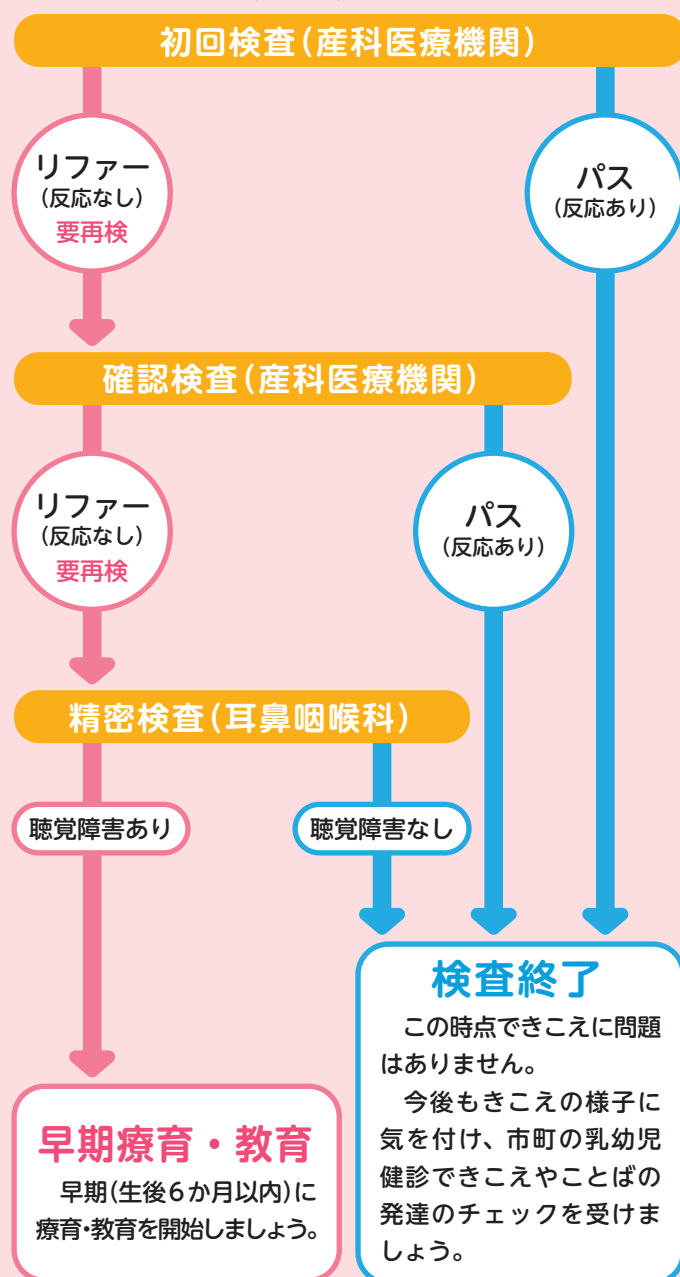 初回検査(産科医療機関)
リファー
(反応なし)
要再検
パス
(反応あり)
確認検査(産科医療機関)
リファー
(反応なし)
要再検
パス
(反応あり)
精密検査(耳鼻咽喉科)
聴覚障害あり
聴覚障害なし
検査終了
この時点できこえに問題
はありません。
今後もきこえの様子に
気を付け、市町の乳幼児
健診できこえやことばの
発達のチェックを受けま
しょう。
早期療育・教育
早期(生後6か月以内)に
療育・教育を開始しましょう。